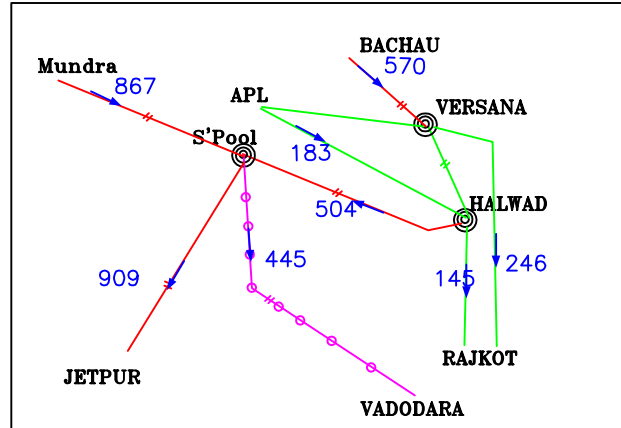 BACHAU
Mundra
570
867
APL
VERSANA
S'Pool
183
HALWAD
504
445
246
909
145
RAJKOT
JETPUR
VADODARA